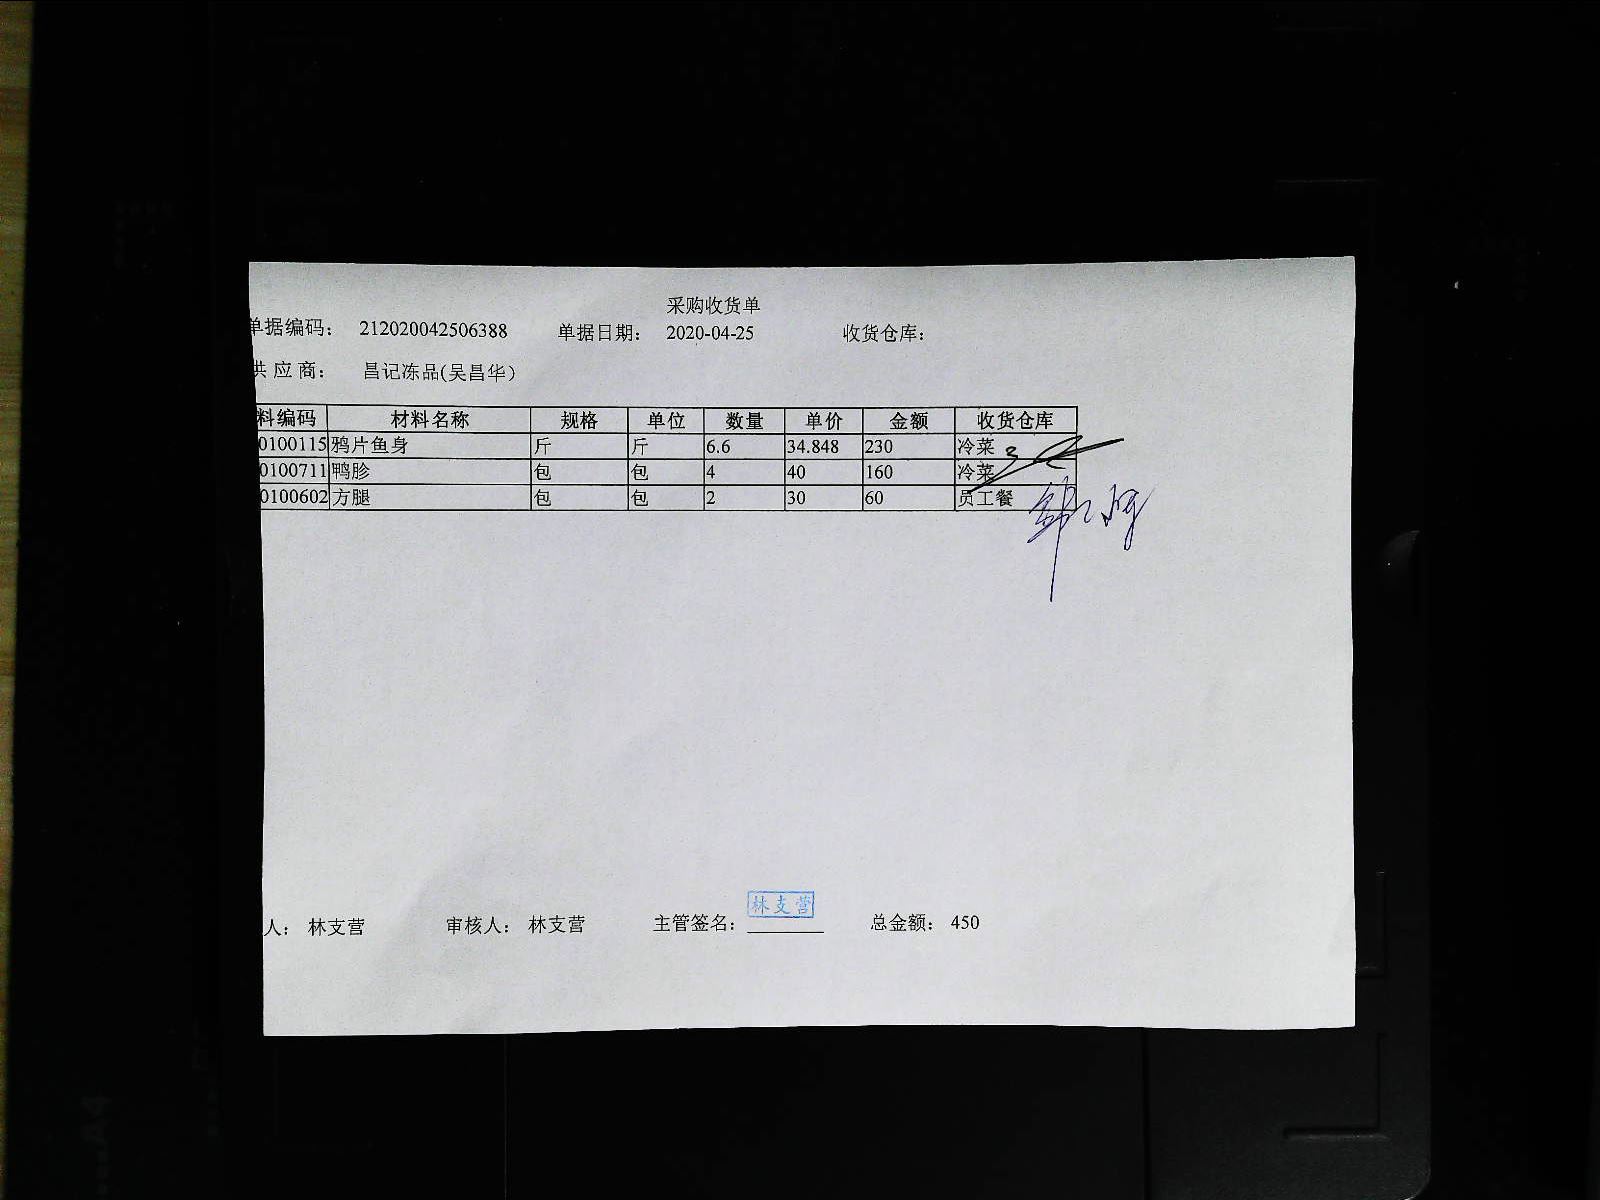 采购收货单
单据编码： 212020042506388 单据日期： 2020-04-25 收货仓库：
供应商： 昌记冻品(吴昌华)
料编码 材料名称 规格 单位 数量 单价 金额 收货仓库
0100115 鸦片鱼身 斤 斤 6.6 34.848 230 冷菜
0100711 鸭胗 包 包 4 40 160 冷菜
0100602 方腿 包 包 2 30 60 员工餐
林支营
人： 林支营 审核人： 林支营 主管签名： 总金额： 450